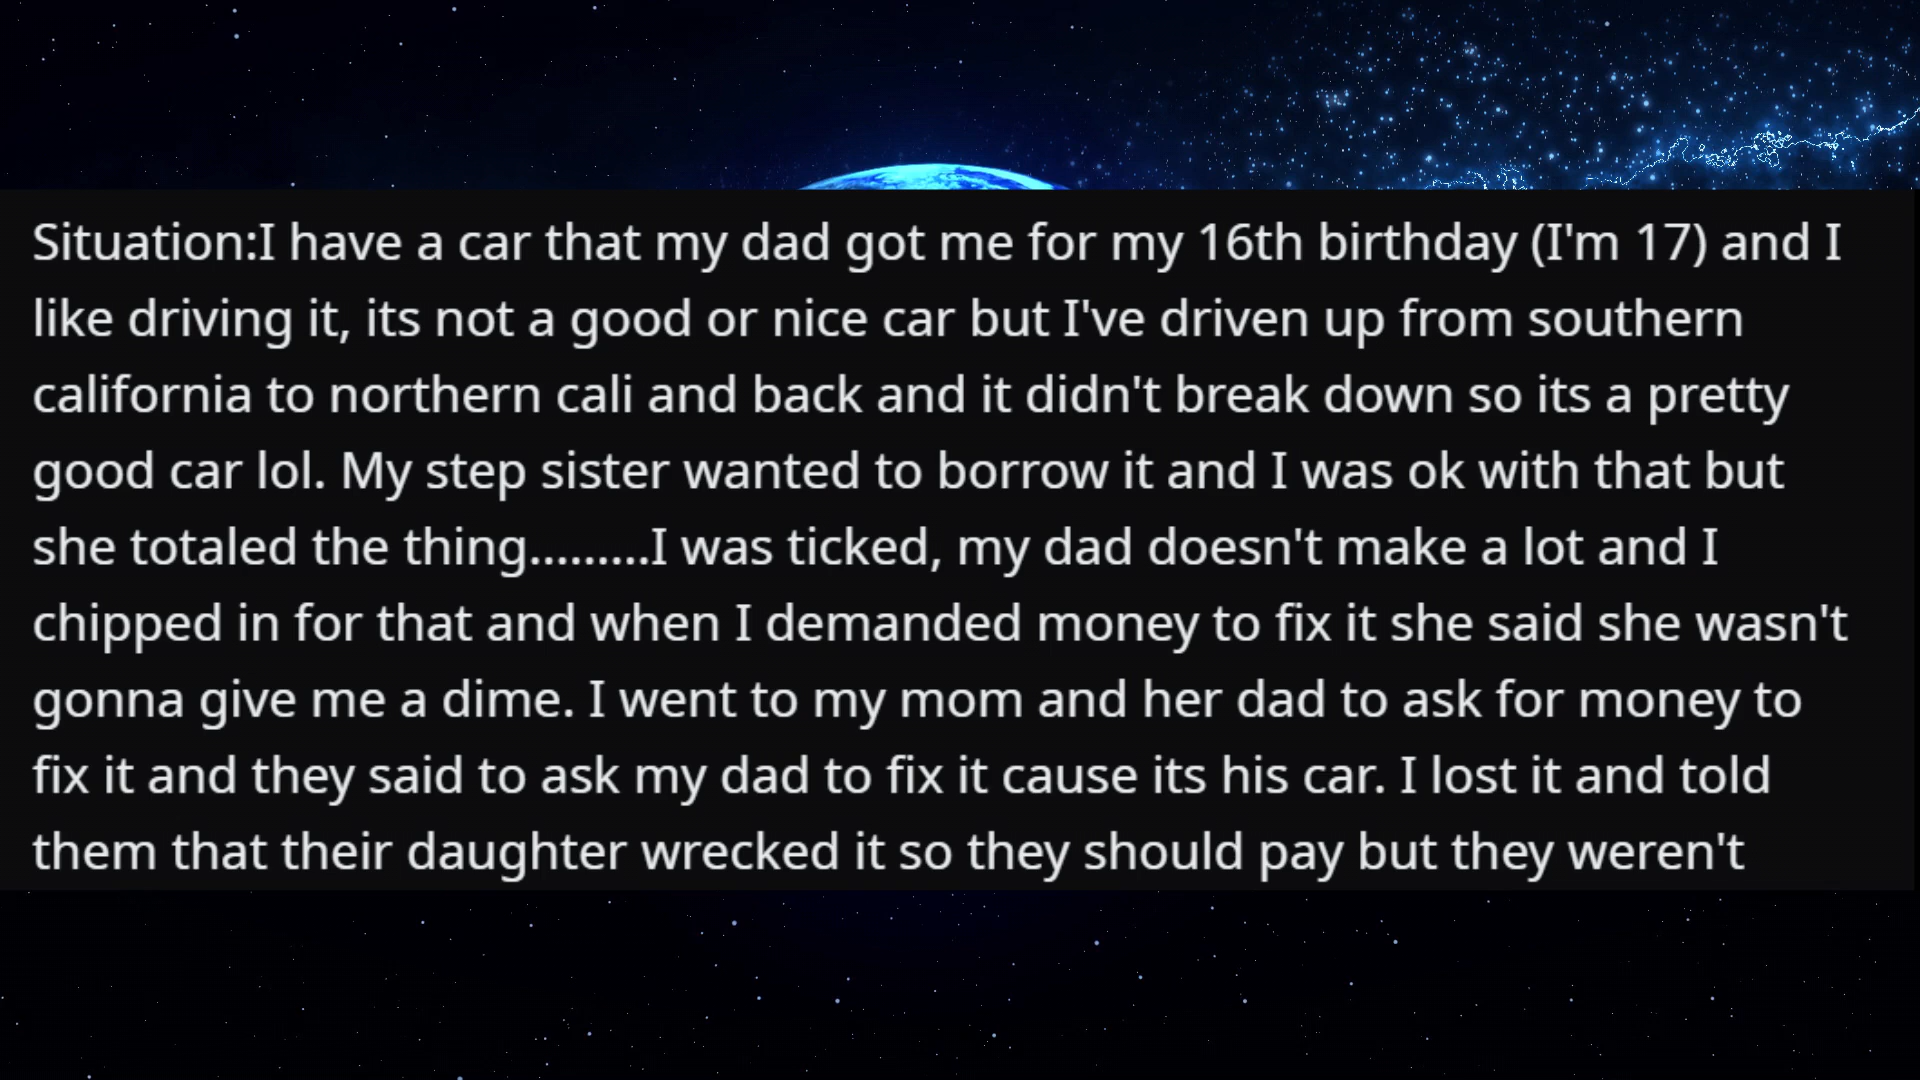 Situation:I have a car that my dad got me for my 16th birthday (I'm 17) and I
like driving it, its not a good or nice car but I've driven up from southern
california to northern cali and back and it didn't break down so its a pretty
good car lol. My step sister wanted to borrow it and I was ok with that but
she totaled the thing.........I was ticked, my dad doesn't make a lot and I
chipped in for that and when I demanded money to fix it she said she wasn't
gonna give me a dime. I went to my mom and her dad to ask for money to
fix it and they said to ask my dad to fix it cause its his car. I lost it and told
them that their daughter wrecked it so they should pay but they weren't